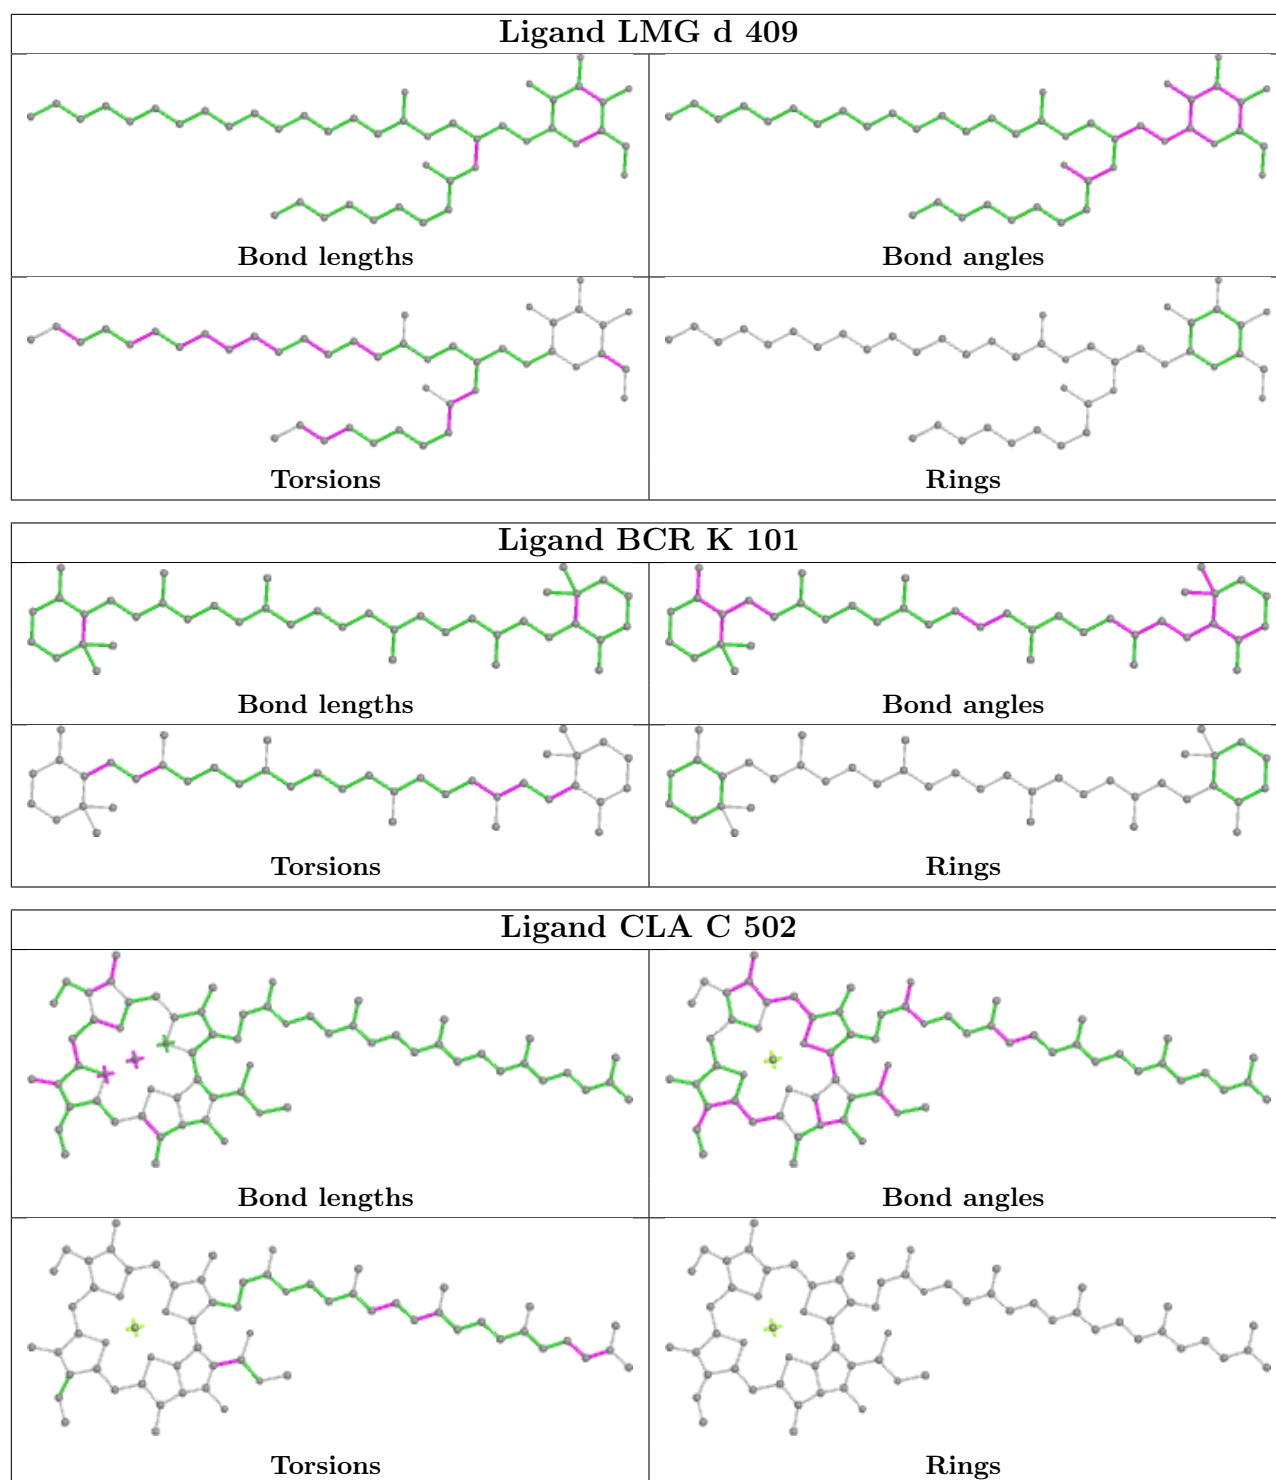 Ligand LMG d 409
Bond lengths
Bond angles
Torsions
Rings
Ligand BCR K 101
Bond lengths
Bond angles
Torsions
Rings
Ligand CLA C 502
Bond lengths
Bond angles
Torsions
Rings